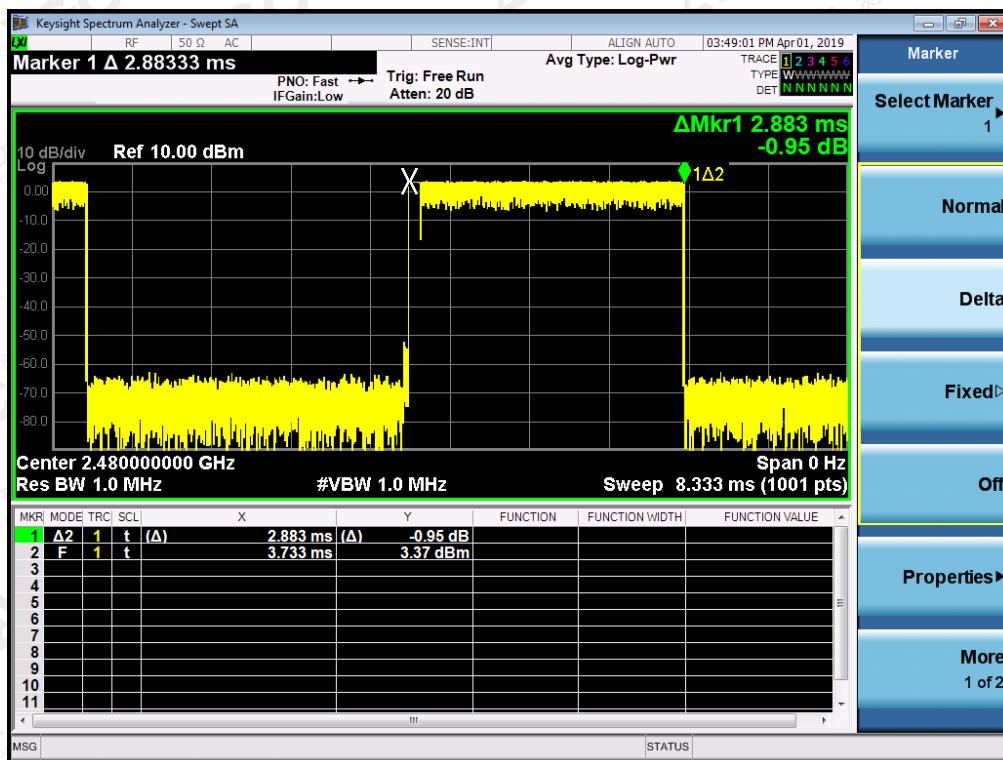 Keysight Spectrum Analyzer - Swept SA
LXI RF 50 Ω AC SENSE:INT ALIGN AUTO 03:49:01 PM Apr 01, 2019
Marker 1 Δ 2.88333 ms
PNO: Fast
IFGain:Low
Trig: Free Run
Atten: 20 dB
Avg Type: Log-Pwr
TRACE 1 2 3 4 5 6
TYPE W
DET N N N N N N
ΔMkr1 2.883 ms
-0.95 dB
10 dB/div Ref 10.00 dBm
Log
1Δ2
0.00
-10.0
-20.0
-30.0
-40.0
-50.0
-60.0
-70.0
-80.0
Center 2.480000000 GHz Span 0 Hz
Res BW 1.0 MHz #VBW 1.0 MHz Sweep 8.333 ms (1001 pts)
MKR MODE TRC SCL X Y FUNCTION FUNCTION WIDTH FUNCTION VALUE
1 Δ2 1 t (Δ) 2.883 ms (Δ) -0.95 dB
2 F 1 t 3.733 ms 3.37 dBm
3
4
5
6
7
8
9
10
11
MSG STATUS
Marker
Select Marker
1
Normal
Delta
Fixed
Off
Properties
More
1 of 2